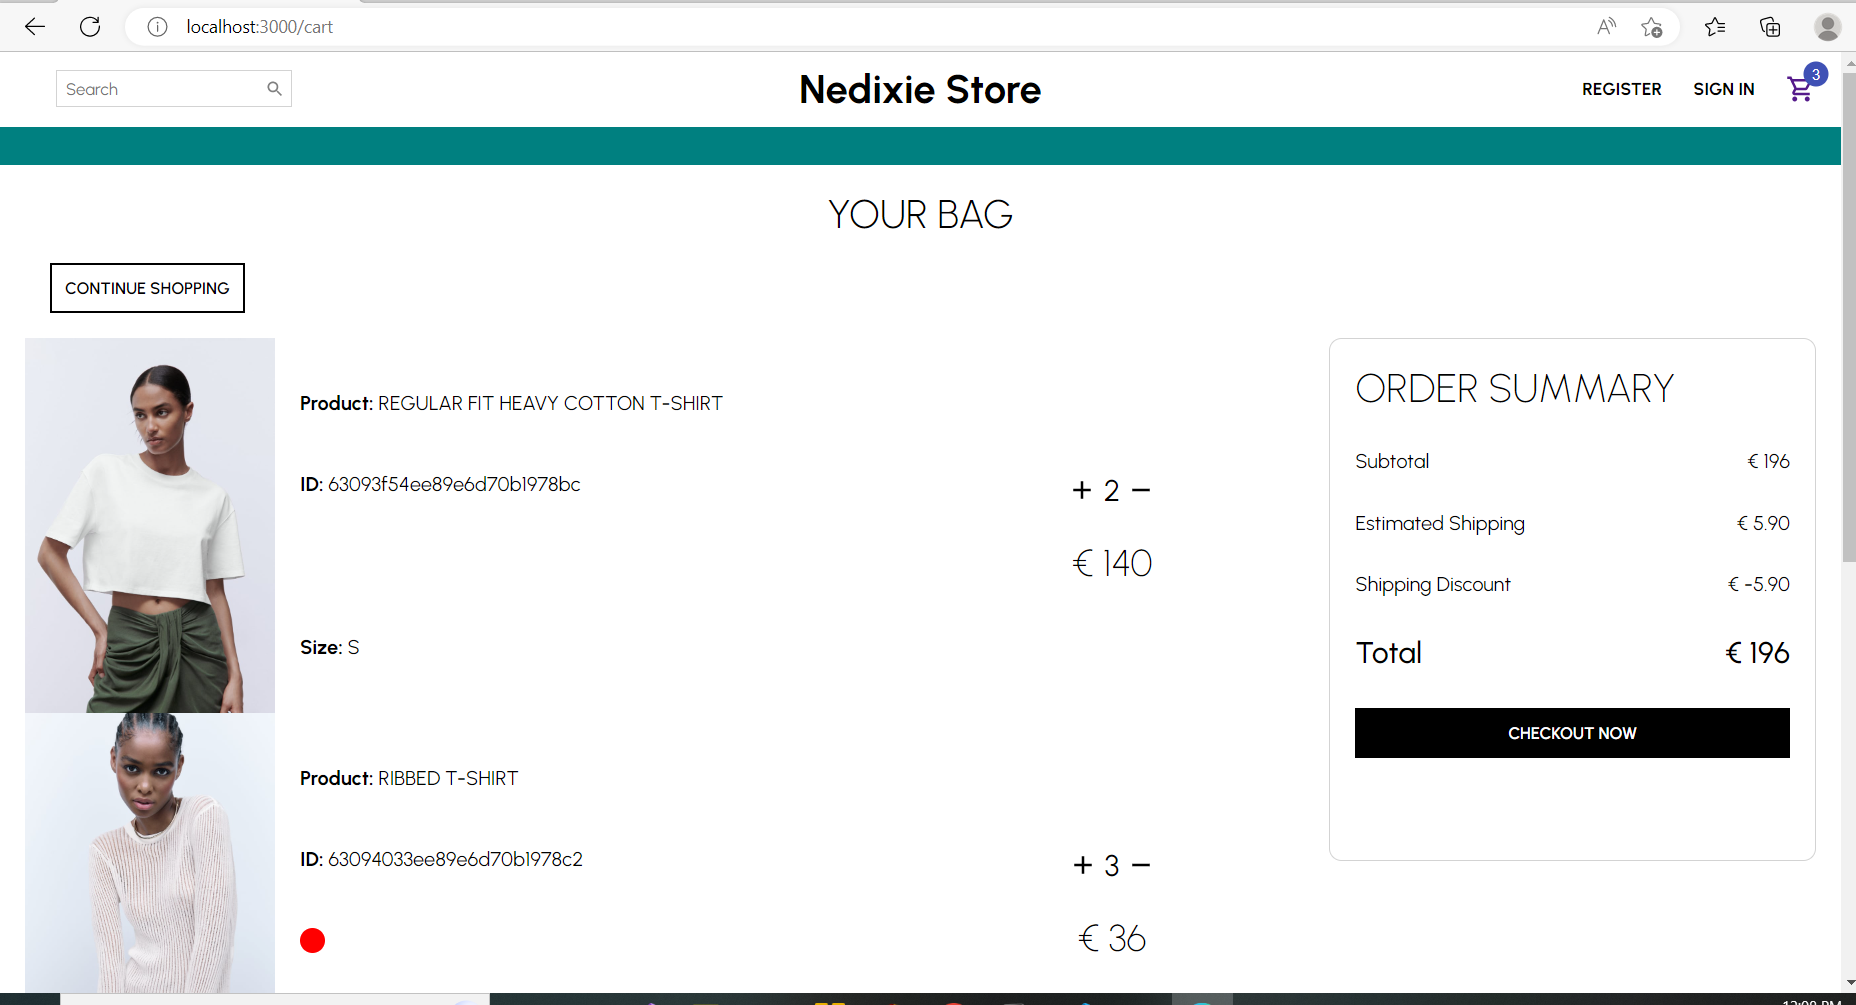 localhost:3000/cart
Search
Nedixie Store
REGISTER
SIGN IN
3
YOUR BAG
CONTINUE SHOPPING
Product: REGULAR FIT HEAVY COTTON T-SHIRT
ID: 63093f54ee89e6d70b1978bc
Size: S
+ 2 −
€ 140
Product: RIBBED T-SHIRT
ID: 63094033ee89e6d70b1978c2
+ 3 −
€ 36
ORDER SUMMARY
Subtotal € 196
Estimated Shipping € 5.90
Shipping Discount € -5.90
Total € 196
CHECKOUT NOW